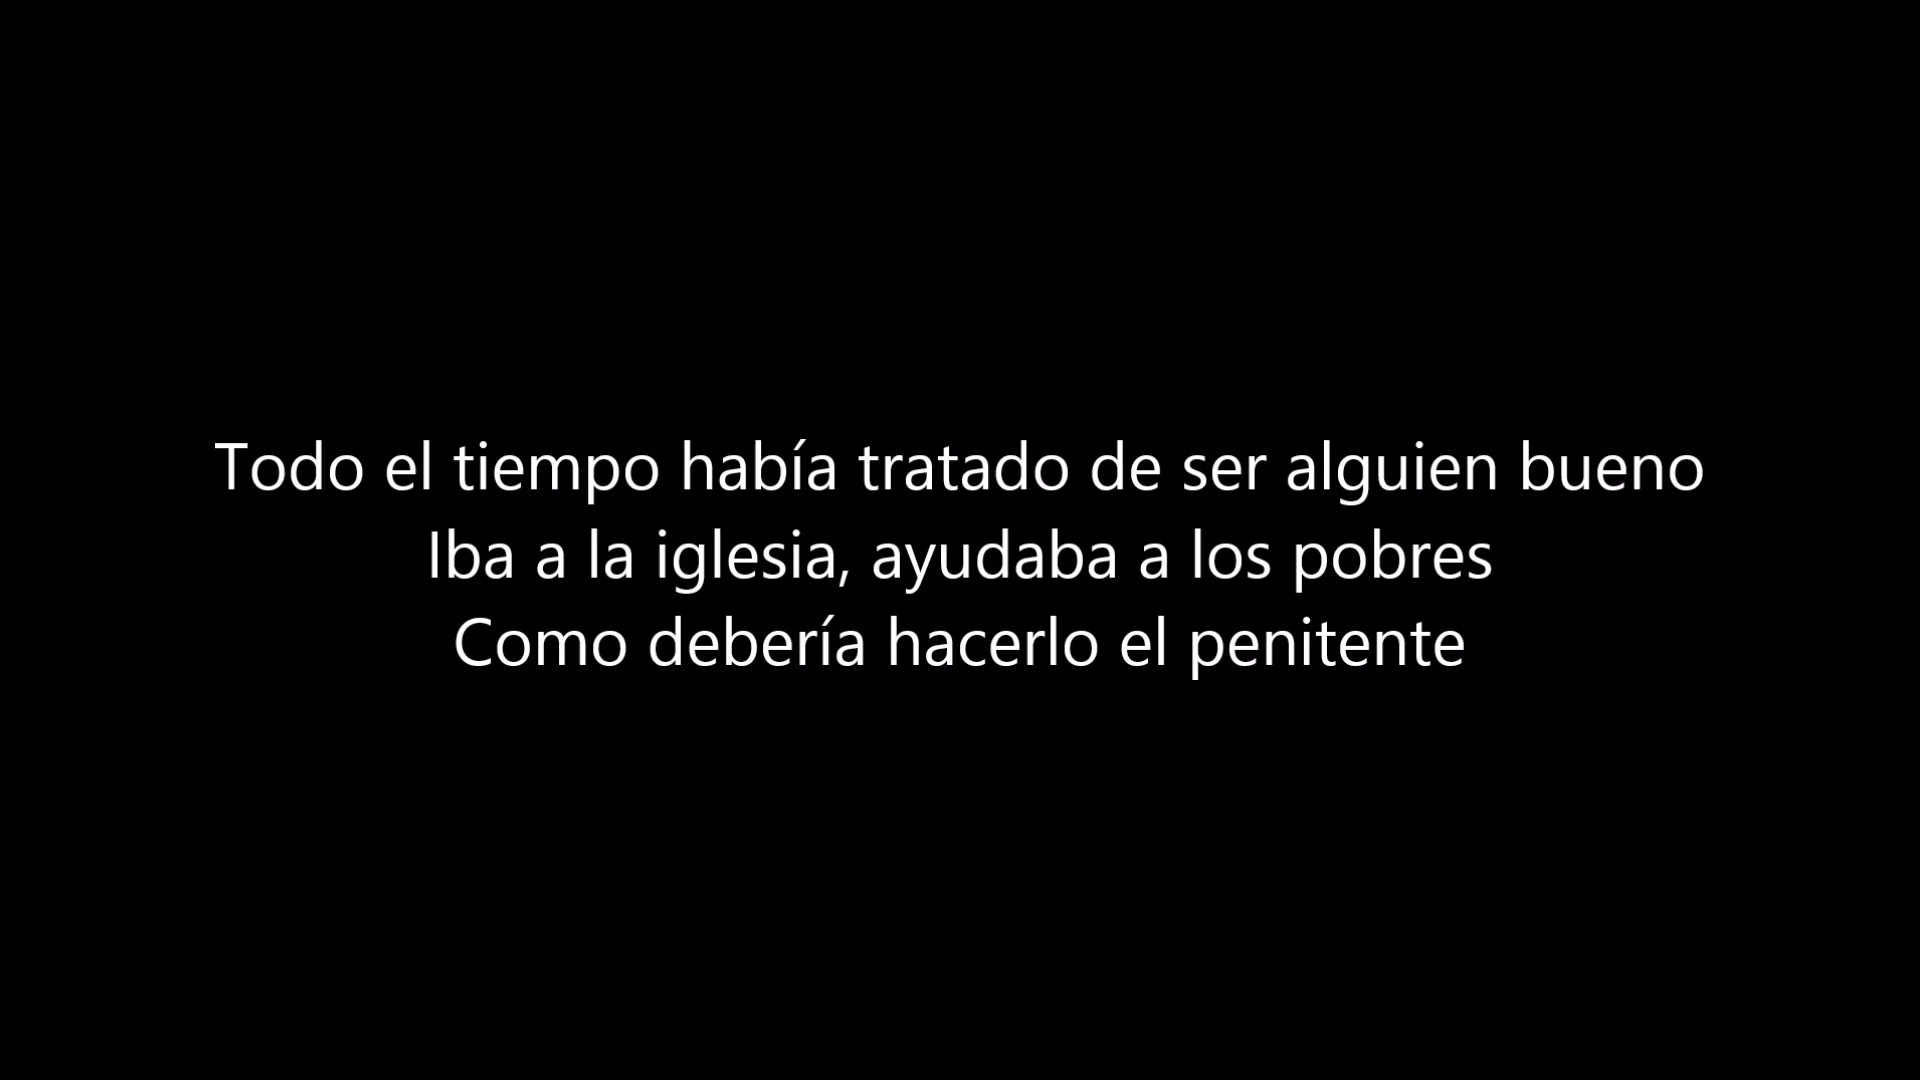 Todo el tiempo había tratado de ser alguien bueno
Iba a la iglesia, ayudaba a los pobres
Como debería hacerlo el penitente